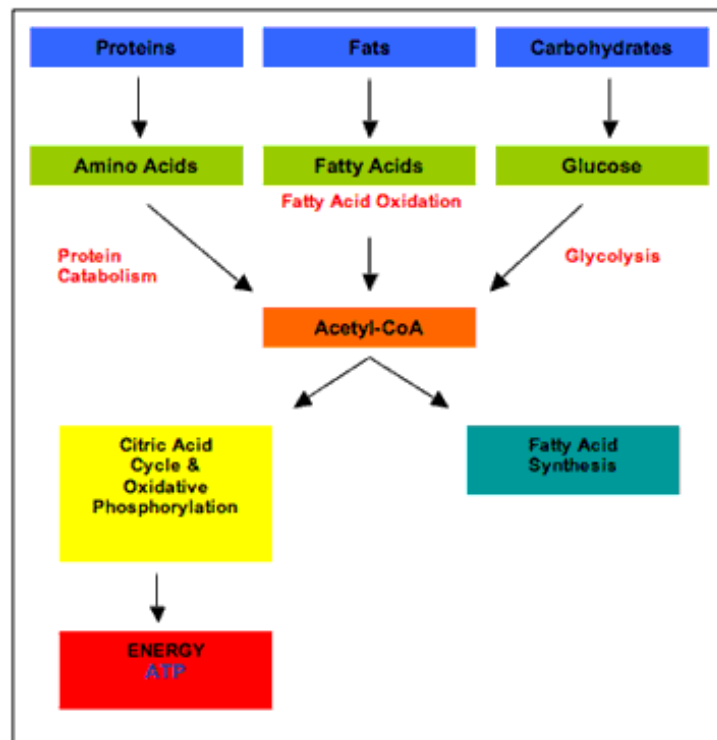 Proteins
Fats
Carbohydrates
Amino Acids
Fatty Acids
Glucose
Fatty Acid Oxidation
Protein
Catabolism
Glycolysis
Acetyl-CoA
Citric Acid
Cycle &
Oxidative
Phosphorylation
Fatty Acid
Synthesis
ENERGY
ATP